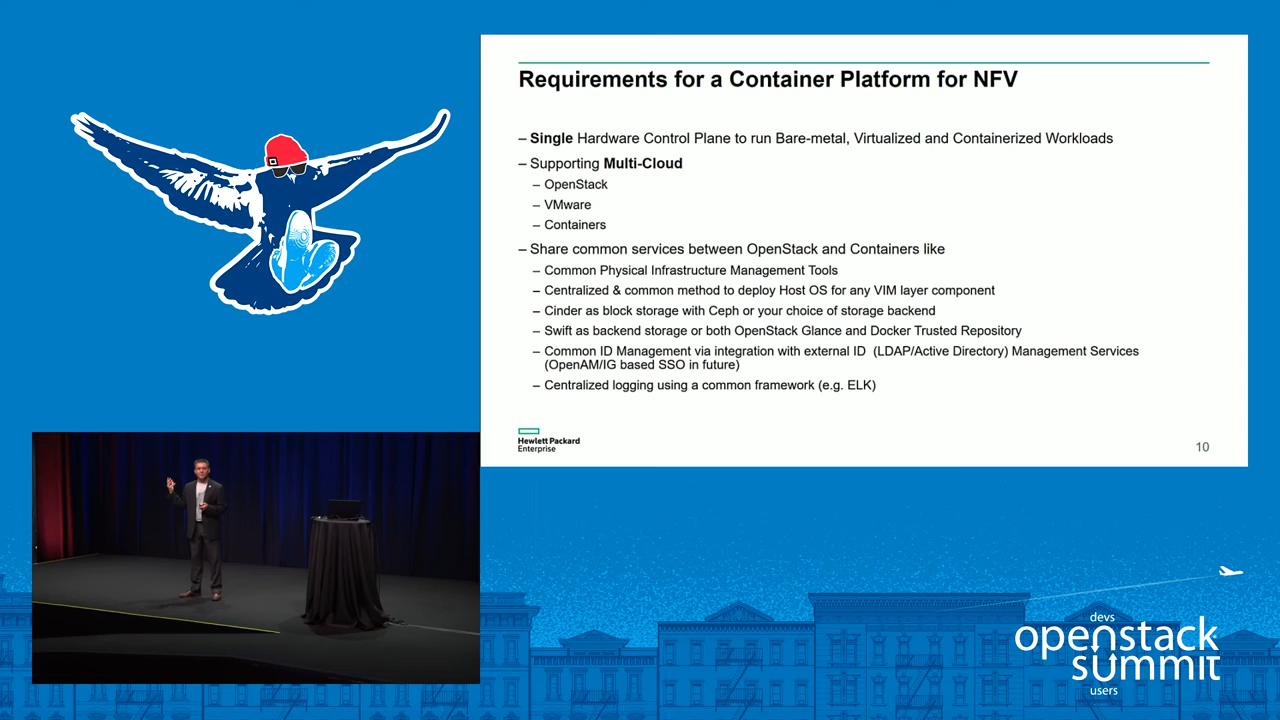 Requirements for a Container Platform for NFV
– Single Hardware Control Plane to run Bare-metal, Virtualized and Containerized Workloads
– Supporting Multi-Cloud
– OpenStack
– VMware
– Containers
– Share common services between OpenStack and Containers like
– Common Physical Infrastructure Management Tools
– Centralized & common method to deploy Host OS for any VIM layer component
– Cinder as block storage with Ceph or your choice of storage backend
– Swift as backend storage or both OpenStack Glance and Docker Trusted Repository
– Common ID Management via integration with external ID (LDAP/Active Directory) Management Services
(OpenAM/IG based SSO in future)
– Centralized logging using a common framework (e.g. ELK)
Hewlett Packard
Enterprise
10
devs
openstack
summit
users